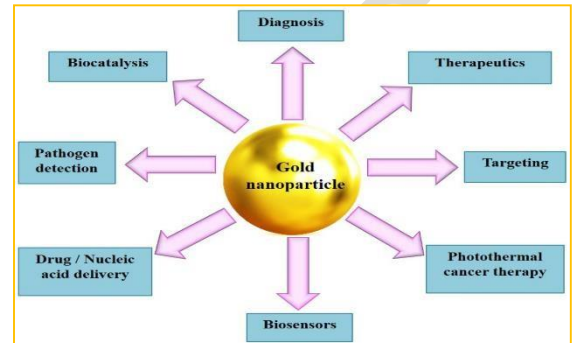 Diagnosis
Biocatalysis
Therapeutics
Pathogen
detection
Gold
nanoparticle
Targeting
Drug / Nucleic
acid delivery
Photothermal
cancer therapy
Biosensors